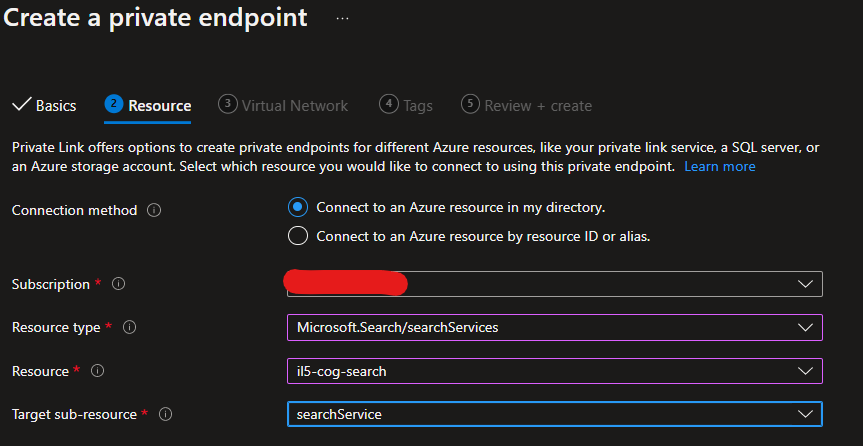 Create a private endpoint ...
Basics 2 Resource 3 Virtual Network 4 Tags 5 Review + create
Private Link offers options to create private endpoints for different Azure resources, like your private link service, a SQL server, or
an Azure storage account. Select which resource you would like to connect to using this private endpoint. Learn more
Connection method Connect to an Azure resource in my directory.
Connect to an Azure resource by resource ID or alias.
Subscription *
Resource type * Microsoft.Search/searchServices
Resource * il5-cog-search
Target sub-resource * searchService